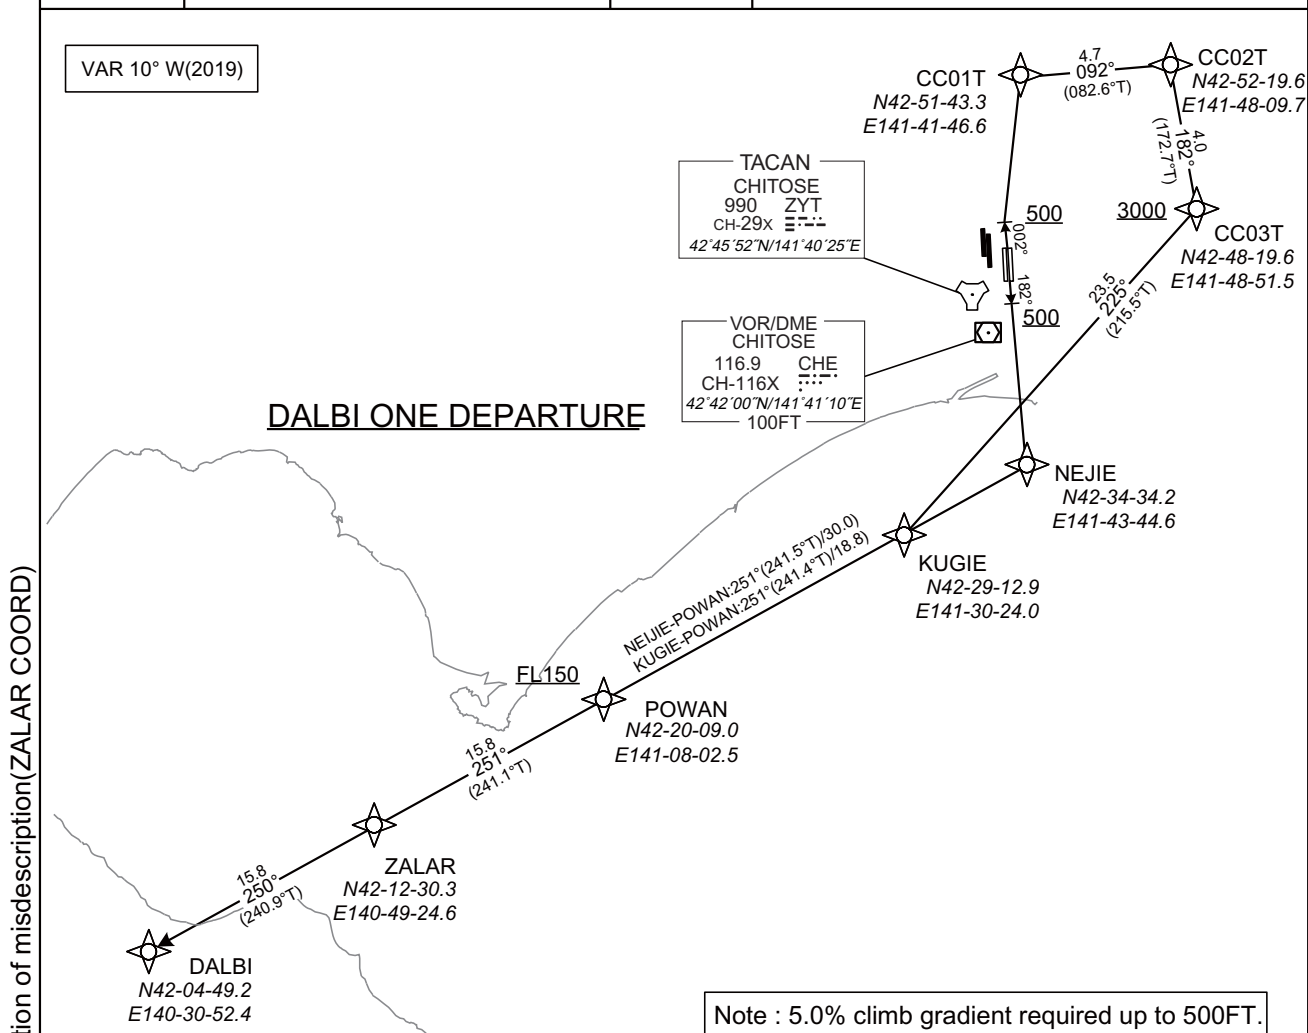 VAR 10° W(2019)
CC01T
N42-51-43.3
E141-41-46.6
4.7
092°
(082.6°T)
CC02T
N42-52-19.6
E141-48-09.7
4.0
182°
(172.7°T)
TACAN
CHITOSE
990 ZYT
CH-29X
42°45´52˝N/141°40´25˝E
500
002°
182°
500
3000
CC03T
N42-48-19.6
E141-48-51.5
23.5
225°
(215.5°T)
VOR/DME
CHITOSE
116.9 CHE
CH-116X
42°42´00˝N/141°41´10˝E
100FT
DALBI ONE DEPARTURE
NEJIE
N42-34-34.2
E141-43-44.6
KUGIE
N42-29-12.9
E141-30-24.0
NEIJIE-POWAN:251°(241.5°T)/30.0)
KUGIE-POWAN:251°(241.4°T)/18.8)
FL150
POWAN
N42-20-09.0
E141-08-02.5
15.8
251°
(241.1°T)
ZALAR
N42-12-30.3
E140-49-24.6
15.8
250°
(240.9°T)
DALBI
N42-04-49.2
E140-30-52.4
Note : 5.0% climb gradient required up to 500FT.
tion of misdescription(ZALAR COORD)